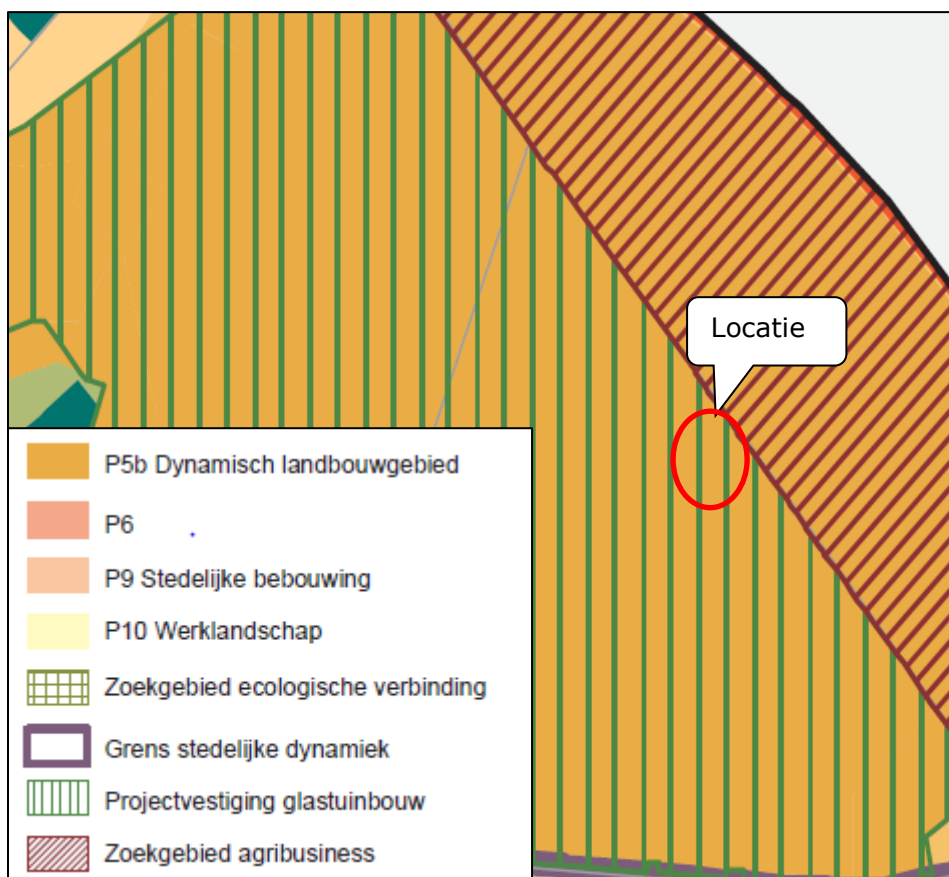 Locatie
P5b Dynamisch landbouwgebied
P6
P9 Stedelijke bebouwing
P10 Werklandschap
Zoekgebied ecologische verbinding
Grens stedelijke dynamiek
Projectvestiging glastuinbouw
Zoekgebied agribusiness